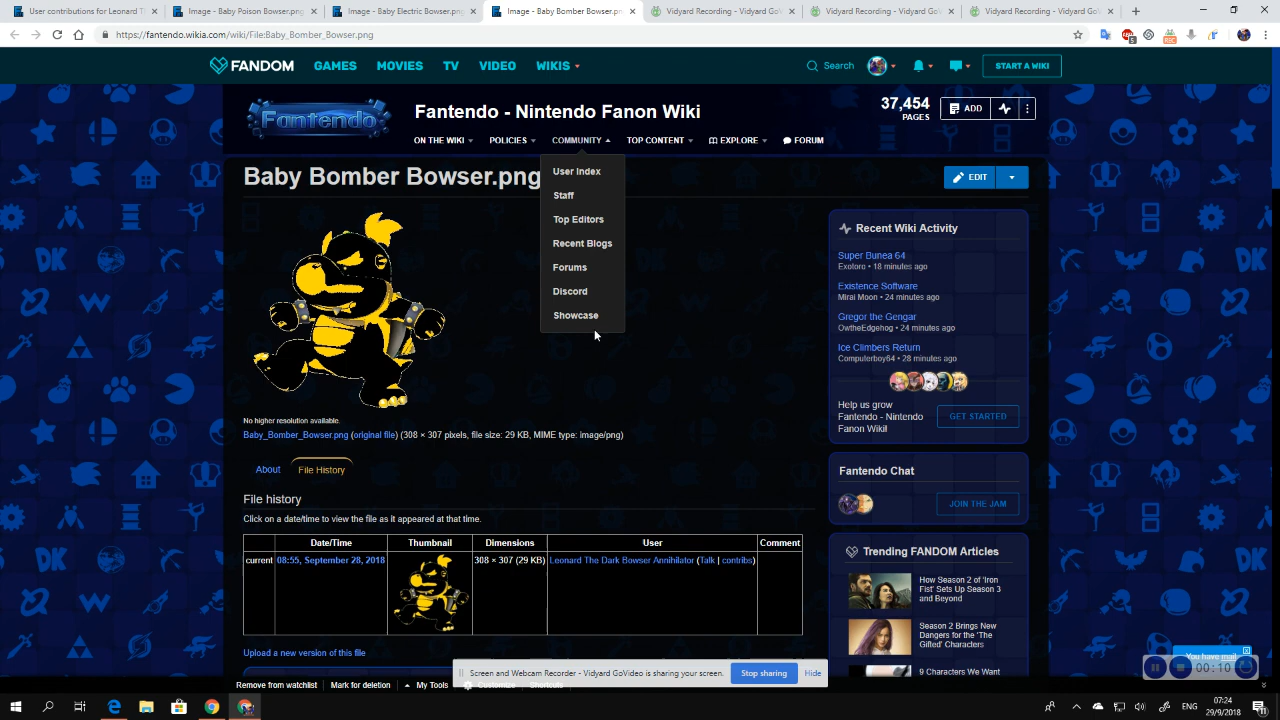 User contributions for Leonard T
Image - Baby Poison Bowser.png
Image - Baby Electric Bowser.png
Image - Baby Bomber Bowser.png
Vidyard Recording - Vidyard GoV
Vidyard Recording - Vidyard GoV
Vidyard Recording - Vidyard GoV
https://fantendo.wikia.com/wiki/File:Baby_Bomber_Bowser.png
FANDOM GAMES MOVIES TV VIDEO WIKIS Search START A WIKI
Fantendo Fantendo - Nintendo Fanon Wiki
37,454 PAGES
ADD
ON THE WIKI POLICIES COMMUNITY TOP CONTENT EXPLORE FORUM
User Index
Staff
Top Editors
Recent Blogs
Forums
Discord
Showcase
Baby Bomber Bowser.png
EDIT
No higher resolution available.
Baby_Bomber_Bowser.png (original file) (308 × 307 pixels, file size: 29 KB, MIME type: image/png)
About File History
File history
Click on a date/time to view the file as it appeared at that time.
Date/Time Thumbnail Dimensions User Comment
current 08:55, September 28, 2018 308 × 307 (29 KB) Leonard The Dark Bowser Annihilator (Talk | contribs)
Upload a new version of this file
Recent Wiki Activity
Super Bunea 64
Exotoro • 18 minutes ago
Existence Software
Mirai Moon • 24 minutes ago
Gregor the Gengar
OwtheEdgehog • 24 minutes ago
Ice Climbers Return
Computerboy64 • 28 minutes ago
Help us grow
Fantendo - Nintendo
Fanon Wiki!
GET STARTED
Fantendo Chat
JOIN THE JAM
Trending FANDOM Articles
How Season 2 of 'Iron
Fist' Sets Up Season 3
and Beyond
Season 2 Brings New
Dangers for the 'The
Gifted' Characters
9 Characters We Want
You have mail
00:10
Screen and Webcam Recorder - Vidyard GoVideo is sharing your screen.
Stop sharing
Hide
Remove from watchlist Mark for deletion My Tools Customize Shortcuts
ENG
07:24
29/9/2018